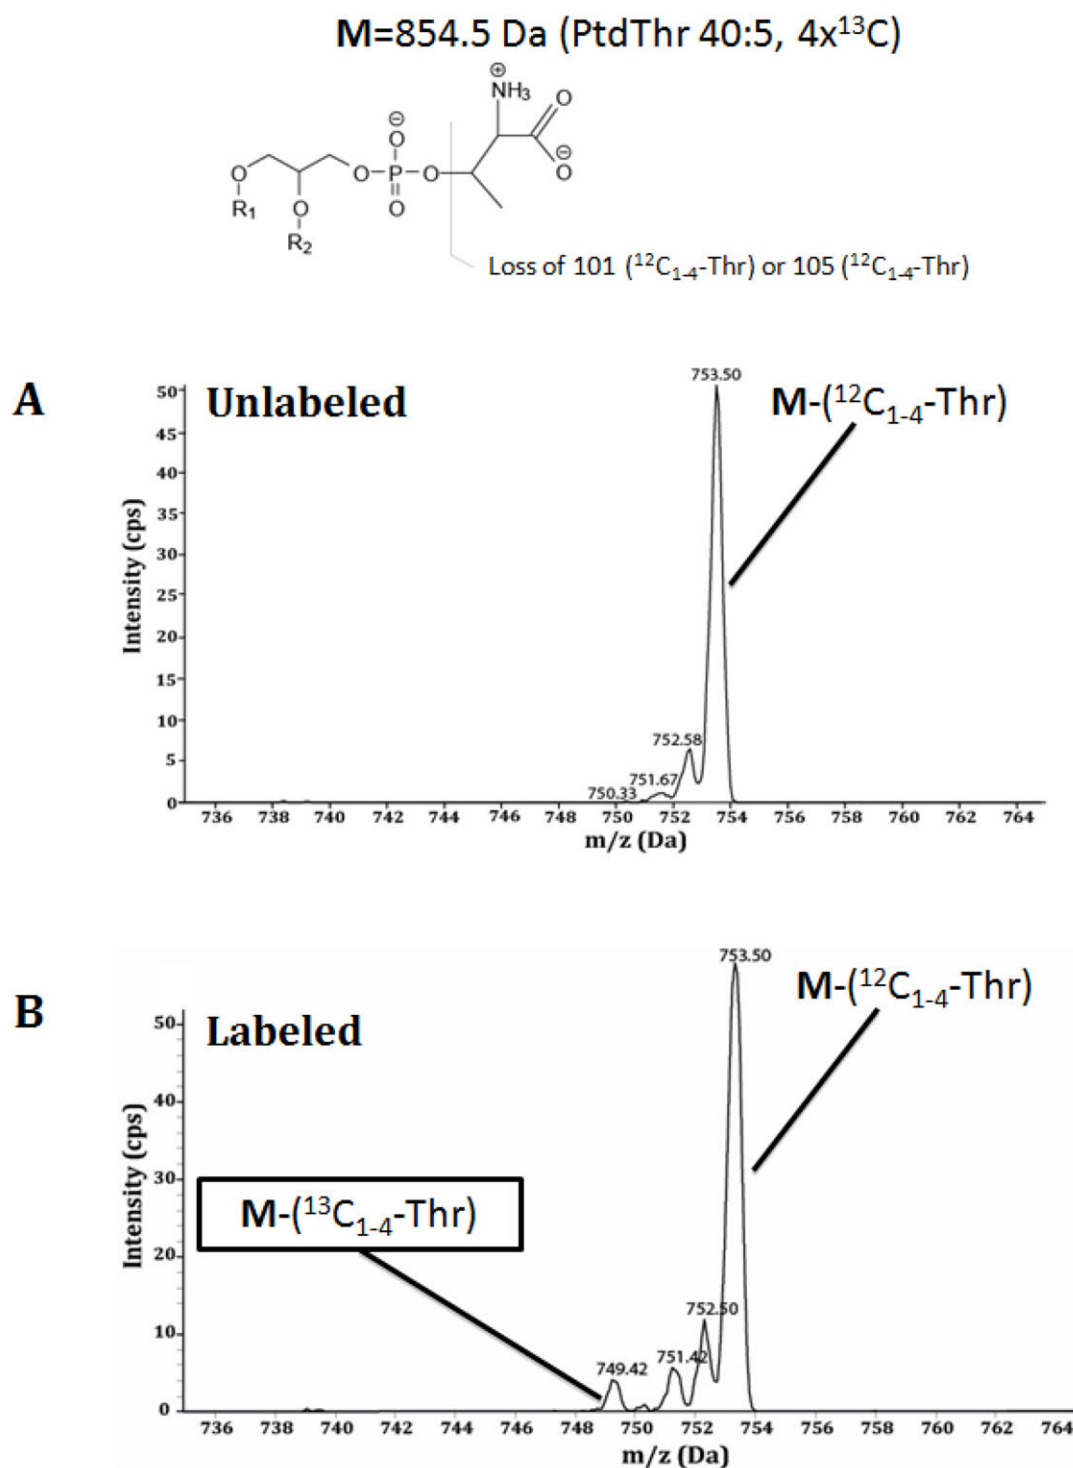 M=854.5 Da (PtdThr 40:5, 4x¹³C)
⊕
NH₃
O
⊖
O
O
O
P
O
⊖
O
O
O
O
R₁
R₂
Loss of 101 (¹²C₁₋₄-Thr) or 105 (¹²C₁₋₄-Thr)
A
Unlabeled
753.50
M-(¹²C₁₋₄-Thr)
Intensity (cps)
50
45
40
35
30
25
20
15
10
5
0
752.58
751.67
750.33
736 738 740 742 744 746 748 750 752 754 756 758 760 762 764
m/z (Da)
B
Labeled
753.50
M-(¹²C₁₋₄-Thr)
Intensity (cps)
50
40
30
20
10
0
M-(¹³C₁₋₄-Thr)
752.50
751.42
749.42
736 738 740 742 744 746 748 750 752 754 756 758 760 762 764
m/z (Da)